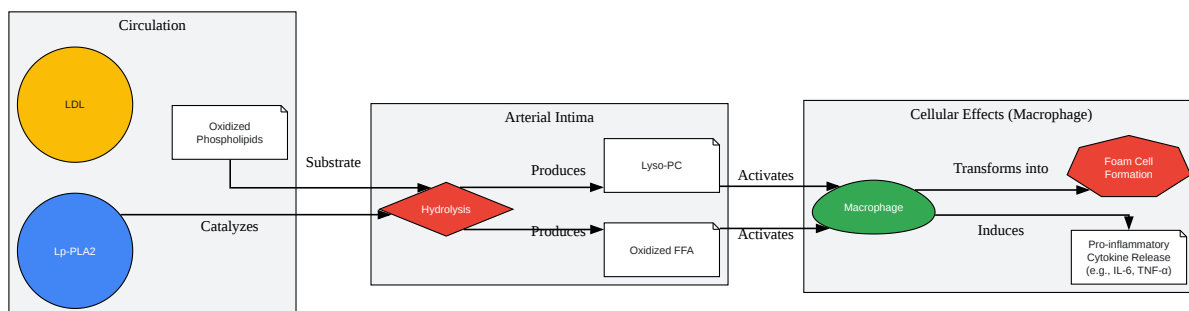 Circulation
LDL
Oxidized
Phospholipids
Lp-PLA2
Substrate
Catalyzes
Arterial Intima
Hydrolysis
Produces
Produces
Lyso-PC
Oxidized FFA
Activates
Activates
Cellular Effects (Macrophage)
Macrophage
Transforms into
Induces
Foam Cell
Formation
Pro-inflammatory
Cytokine Release
(e.g., IL-6, TNF-α)